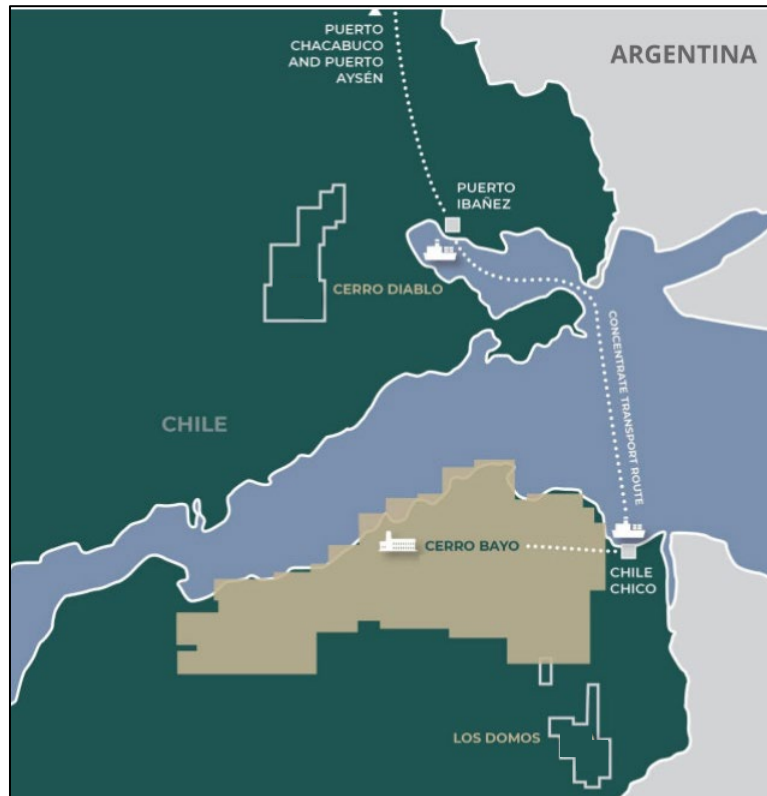 PUERTO
CHACABUCO
AND PUERTO
AYSÉN
ARGENTINA
PUERTO
IBAÑEZ
CERRO DIABLO
CONCENTRATE TRANSPORT ROUTE
CHILE
CERRO BAYO
CHILE
CHICO
LOS DOMOS